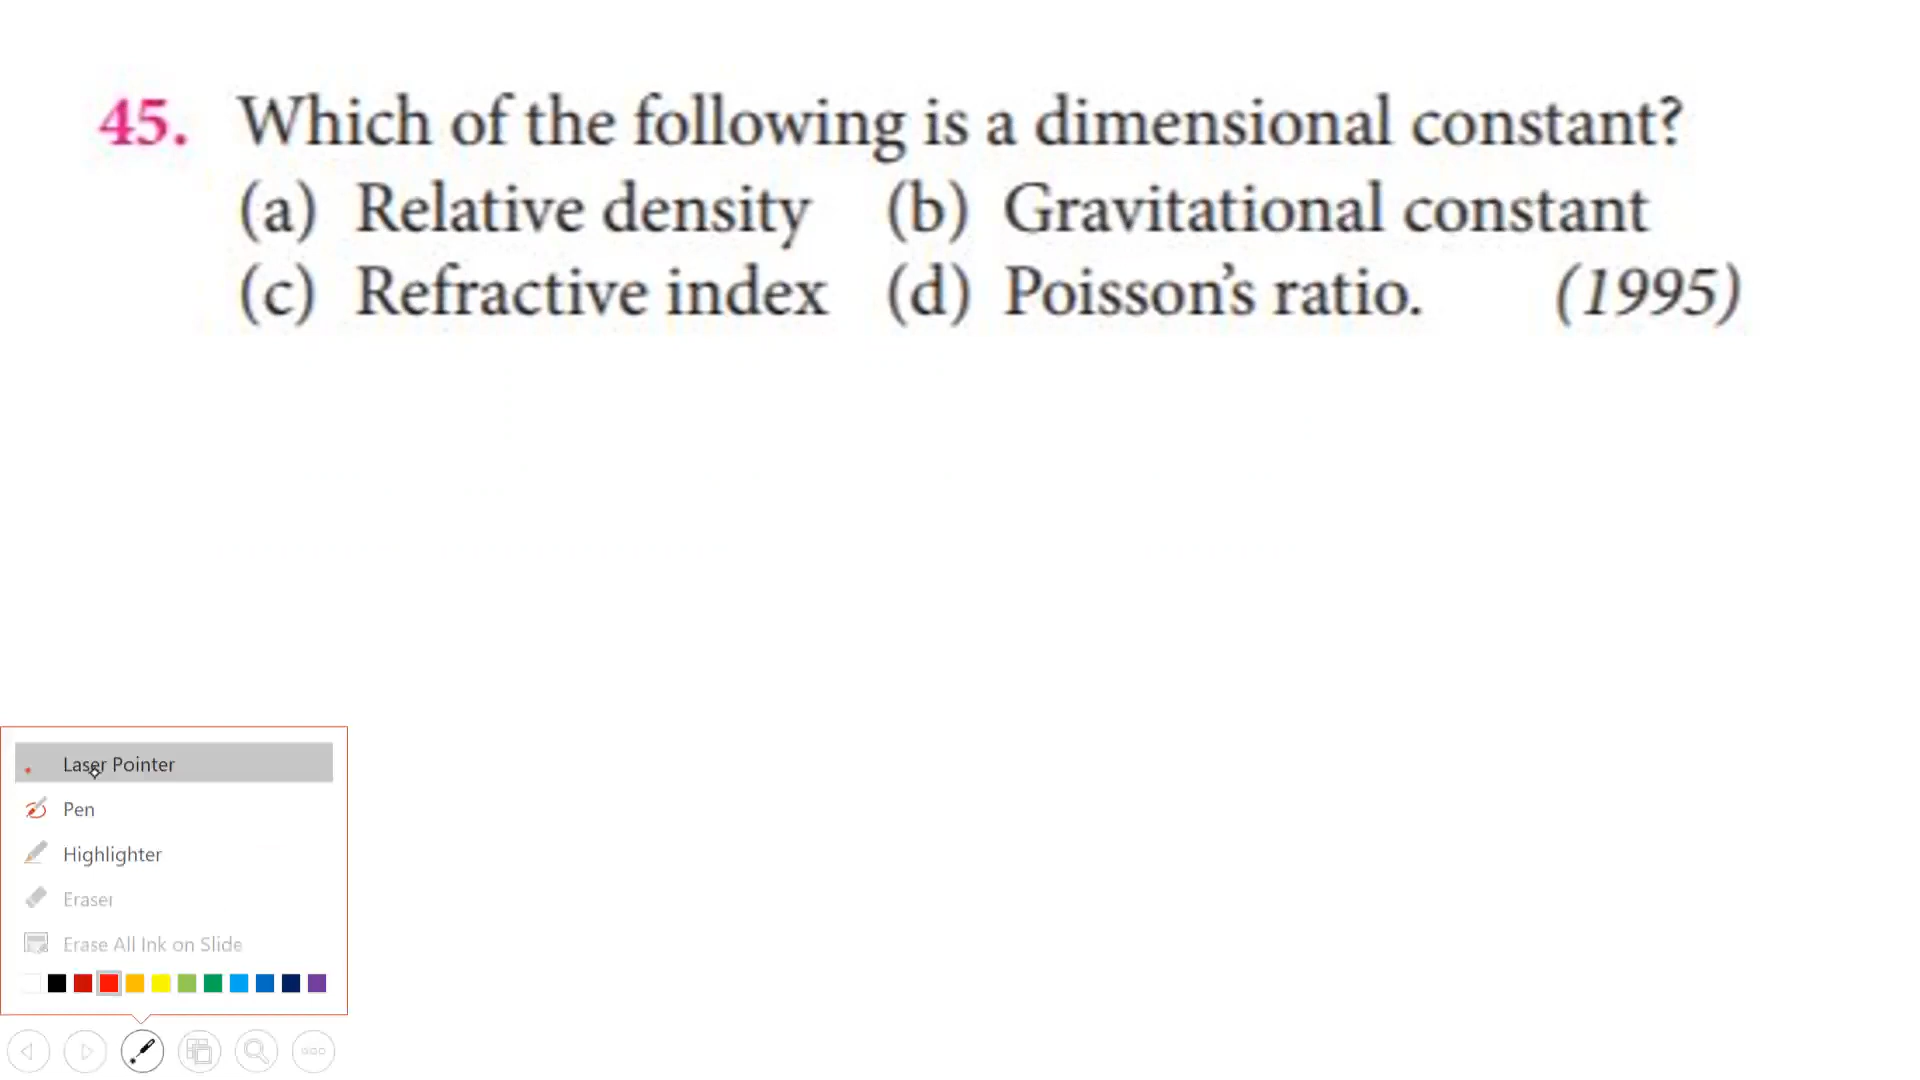 45. Which of the following is a dimensional constant?
(a) Relative density (b) Gravitational constant
(c) Refractive index (d) Poisson’s ratio. (1995)
Laser Pointer
Pen
Highlighter
Eraser
Erase All Ink on Slide